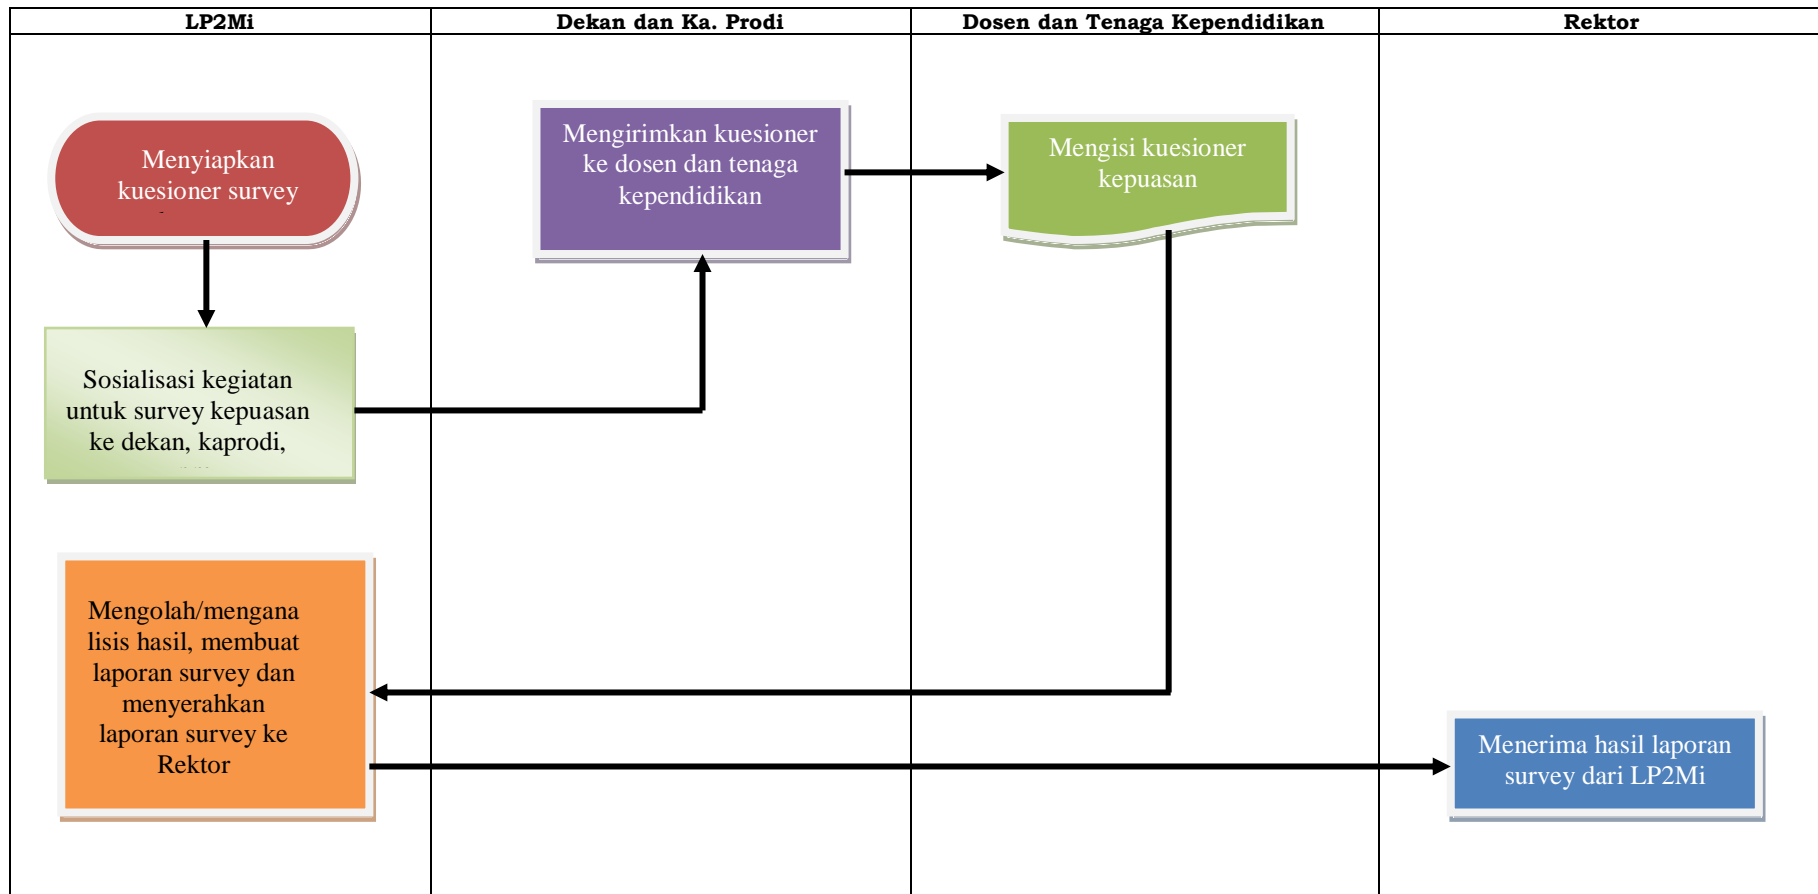 LP2Mi
Dekan dan Ka. Prodi
Dosen dan Tenaga Kependidikan
Rektor
Menyiapkan
kuesioner survey
Mengirimkan kuesioner
ke dosen dan tenaga
kependidikan
Mengisi kuesioner
kepuasan
Sosialisasi kegiatan
untuk survey kepuasan
ke dekan, kaprodi,
Mengolah/mengana
lisis hasil, membuat
laporan survey dan
menyerahkan
laporan survey ke
Rektor
Menerima hasil laporan
survey dari LP2Mi